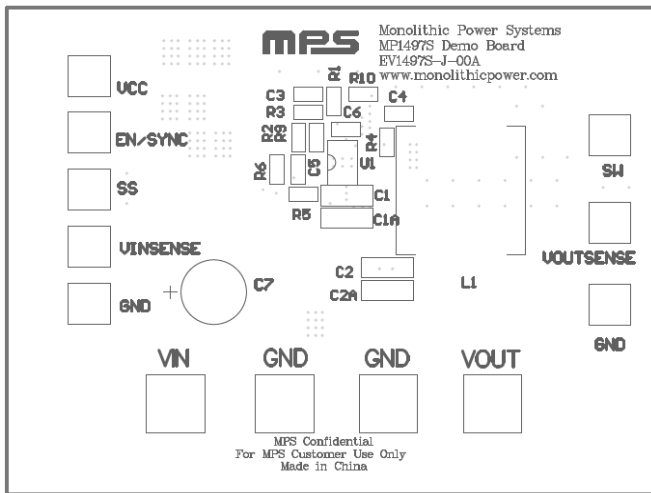 MPS
Monolithic Power Systems
MP1497S Demo Board
EV1497S-J-00A
www.monolithicpower.com
VCC
EN/SYNC
SS
VINSENSE
GND
C3
R1
R10
R3
C4
R2
R9
C6
R4
U1
R6
C5
C1
R5
C1A
SW
VOUTSENSE
C2
C2A
L1
+
C7
GND
VIN
GND
GND
VOUT
MPS Confidential
For MPS Customer Use Only
Made in China